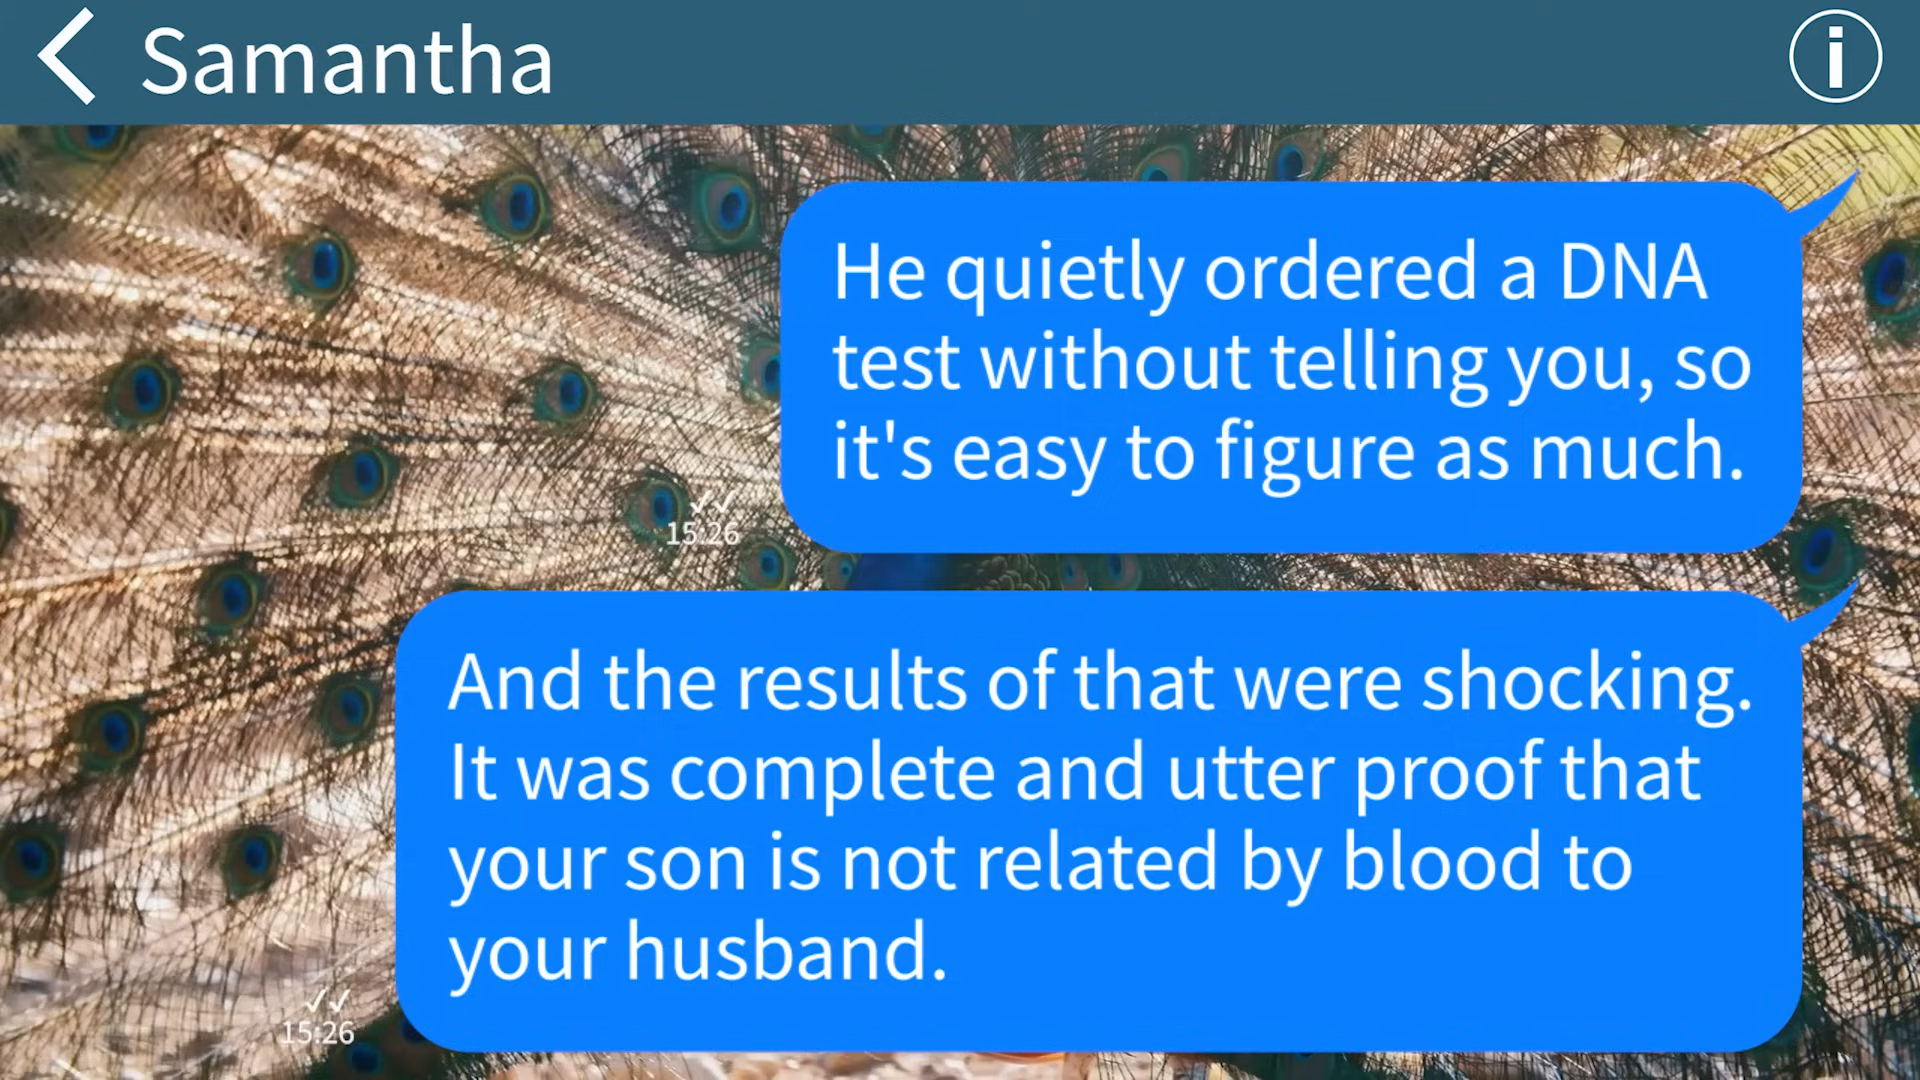 Samantha
He quietly ordered a DNA
test without telling you, so
it's easy to figure as much.
✓✓
15:26
And the results of that were shocking.
It was complete and utter proof that
your son is not related by blood to
your husband.
✓✓
15:26